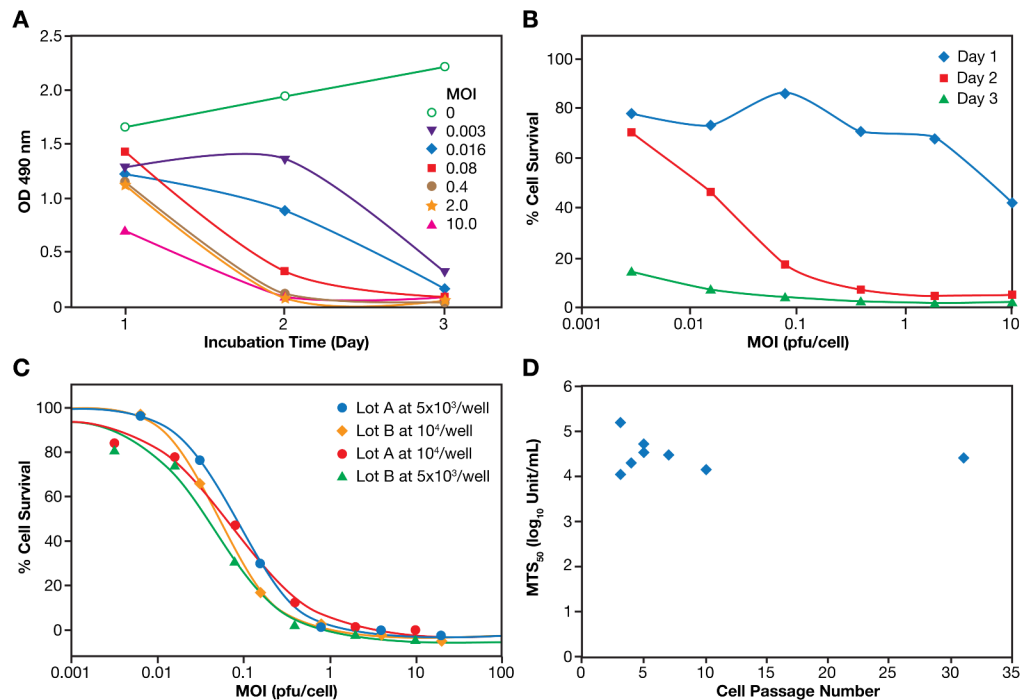 A
OD 490 nm
2.5
2.0
1.5
1.0
0.5
0
MOI
0
0.003
0.016
0.08
0.4
2.0
10.0
1 2 3
Incubation Time (Day)
B
% Cell Survival
100
80
60
40
20
0
Day 1
Day 2
Day 3
0.001 0.01 0.1 1 10
MOI (pfu/cell)
C
% Cell Survival
100
80
60
40
20
0
Lot A at 5x10³/well
Lot B at 10⁴/well
Lot A at 10⁴/well
Lot B at 5x10³/well
0.001 0.01 0.1 1 10 100
MOI (pfu/cell)
D
MTS₅₀ (log₁₀ Unit/mL)
6
5
4
3
2
1
0
0 5 10 15 20 25 30 35
Cell Passage Number